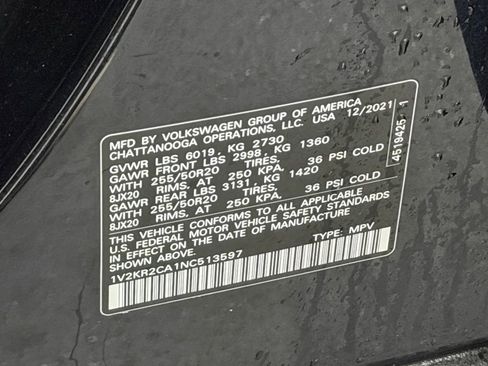 MFD BY VOLKSWAGEN GROUP OF AMERICA
CHATTANOOGA OPERATIONS, LLC. USA 12/2021
GVWR LBS 6019, KG 2730
GAWR FRONT LBS 2998, KG 1360
WITH 255/50R20 TIRES,
8JX20 RIMS, AT 250 KPA, 36 PSI COLD
GAWR REAR LBS 3131, KG 1420
WITH 255/50R20 TIRES,
8JX20 RIMS, AT 250 KPA, 36 PSI COLD
THIS VEHICLE CONFORMS TO ALL APPLICABLE
U.S. FEDERAL MOTOR VEHICLE SAFETY STANDARDS
IN EFFECT ON THE DATE OF MANUFACTURE
SHOWN ABOVE.
TYPE: MPV
1V2KR2CA1NC513597
4519425